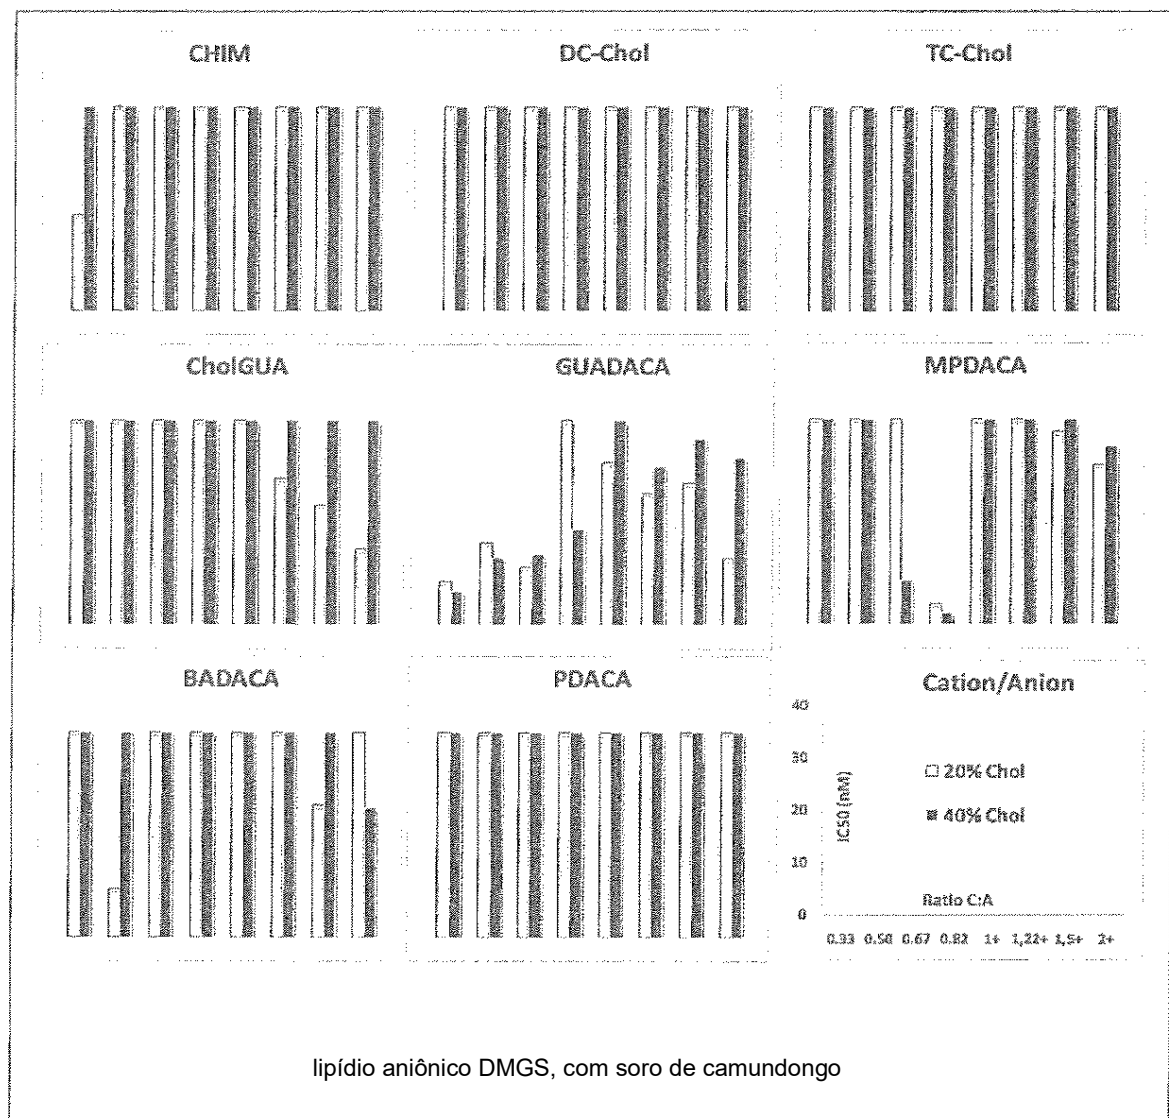 CHIM
DC-Chol
TC-Chol
CholGUA
GUADACA
MPDACA
BADACA
PDACA
Cation/Anion
40
30
20
10
0
IC50 (nM)
20% Chol
40% Chol
Ratio C:A
0.33 0.50 0.67 0.82 1+ 1,22+ 1,5+ 2+
lipídio aniônico DMGS, com soro de camundongo